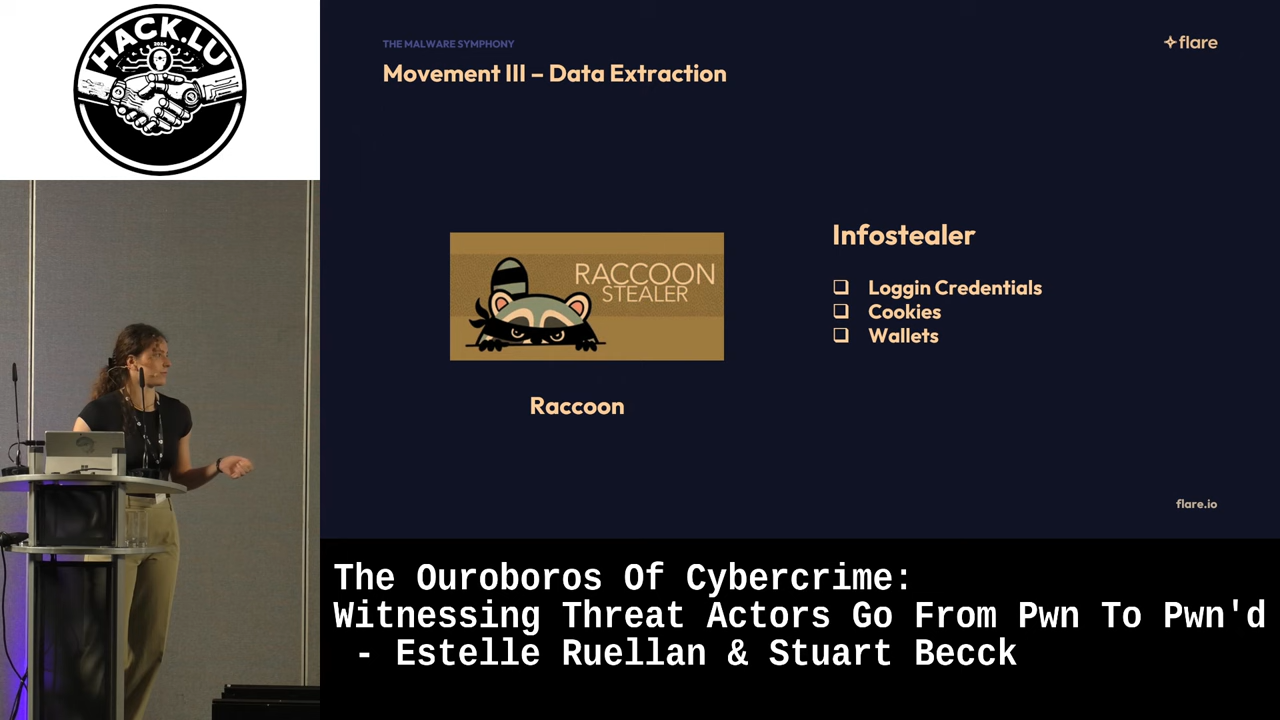 HACK.LU
2024
THE MALWARE SYMPHONY
flare
Movement III – Data Extraction
RACCOON
STEALER
Raccoon
Infostealer
❑ Loggin Credentials
❑ Cookies
❑ Wallets
flare.io
The Ouroboros Of Cybercrime:
Witnessing Threat Actors Go From Pwn To Pwn'd
- Estelle Ruellan & Stuart Becck